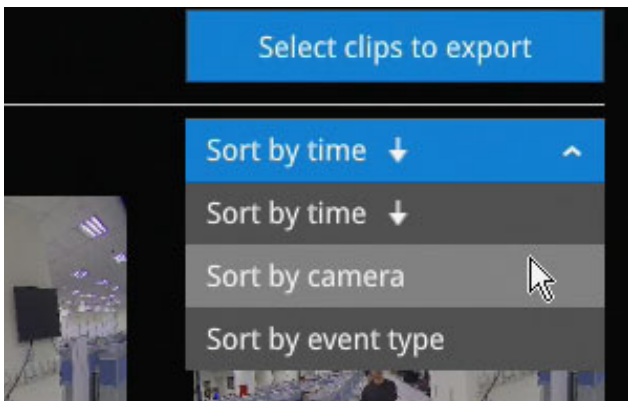 Select clips to export
Sort by time ↓
Sort by time ↓
Sort by camera
Sort by event type